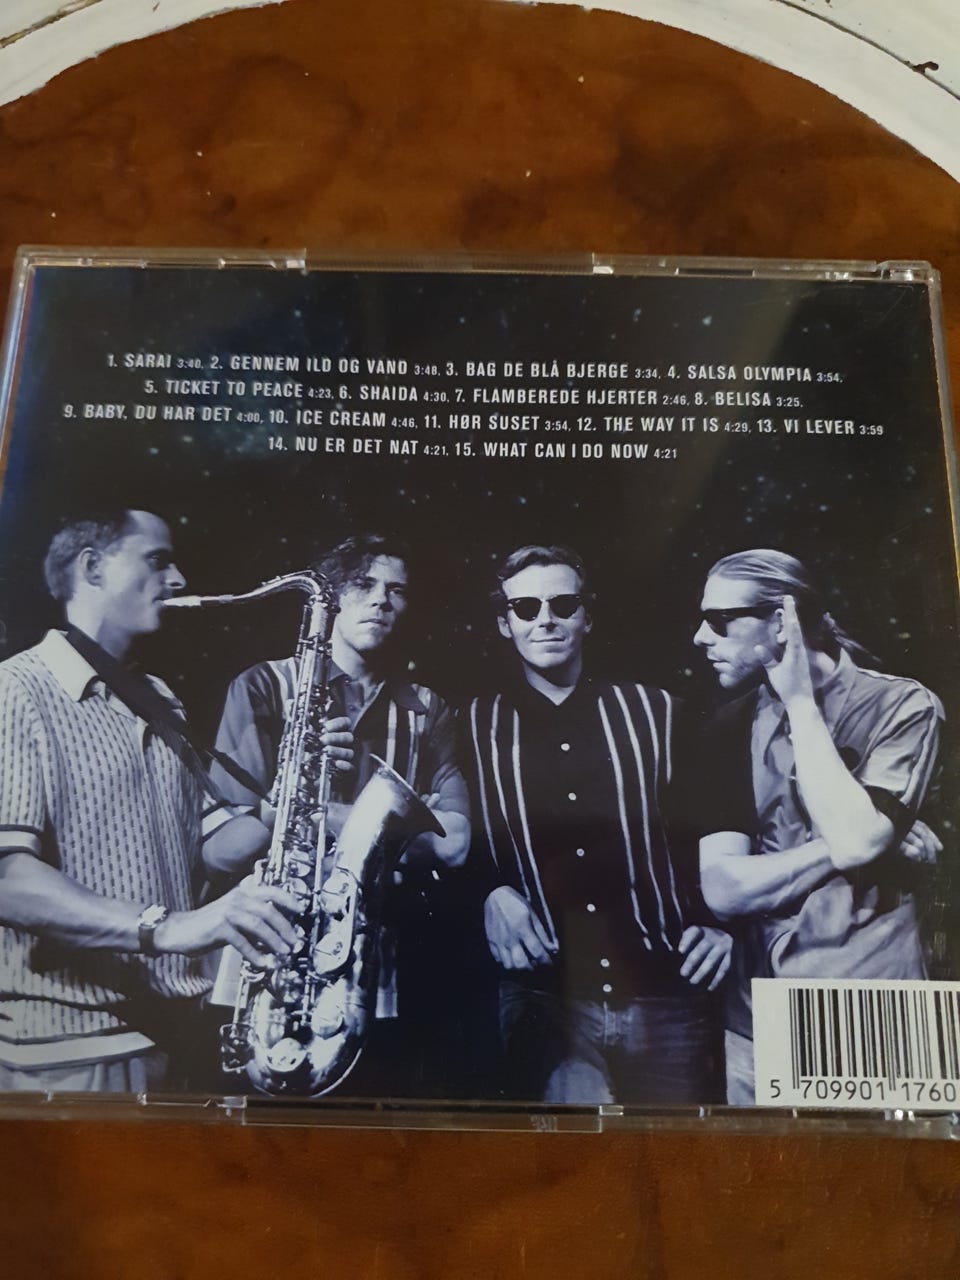 1. SARAI 3:40, 2. GENNEM ILD OG VAND 3:48, 3. BAG DE BLÅ BJERGE 3:34, 4. SALSA OLYMPIA 3:54,
5. TICKET TO PEACE 4:23, 6. SHAIDA 4:30, 7. FLAMBEREDE HJERTER 2:46, 8. BELISA 3:25,
9. BABY, DU HAR DET 4:00, 10. ICE CREAM 4:46, 11. HØR SUSET 3:54, 12. THE WAY IT IS 4:29, 13. VI LEVER 3:59
14. NU ER DET NAT 4:21, 15. WHAT CAN I DO NOW 4:21
5 709901 1760